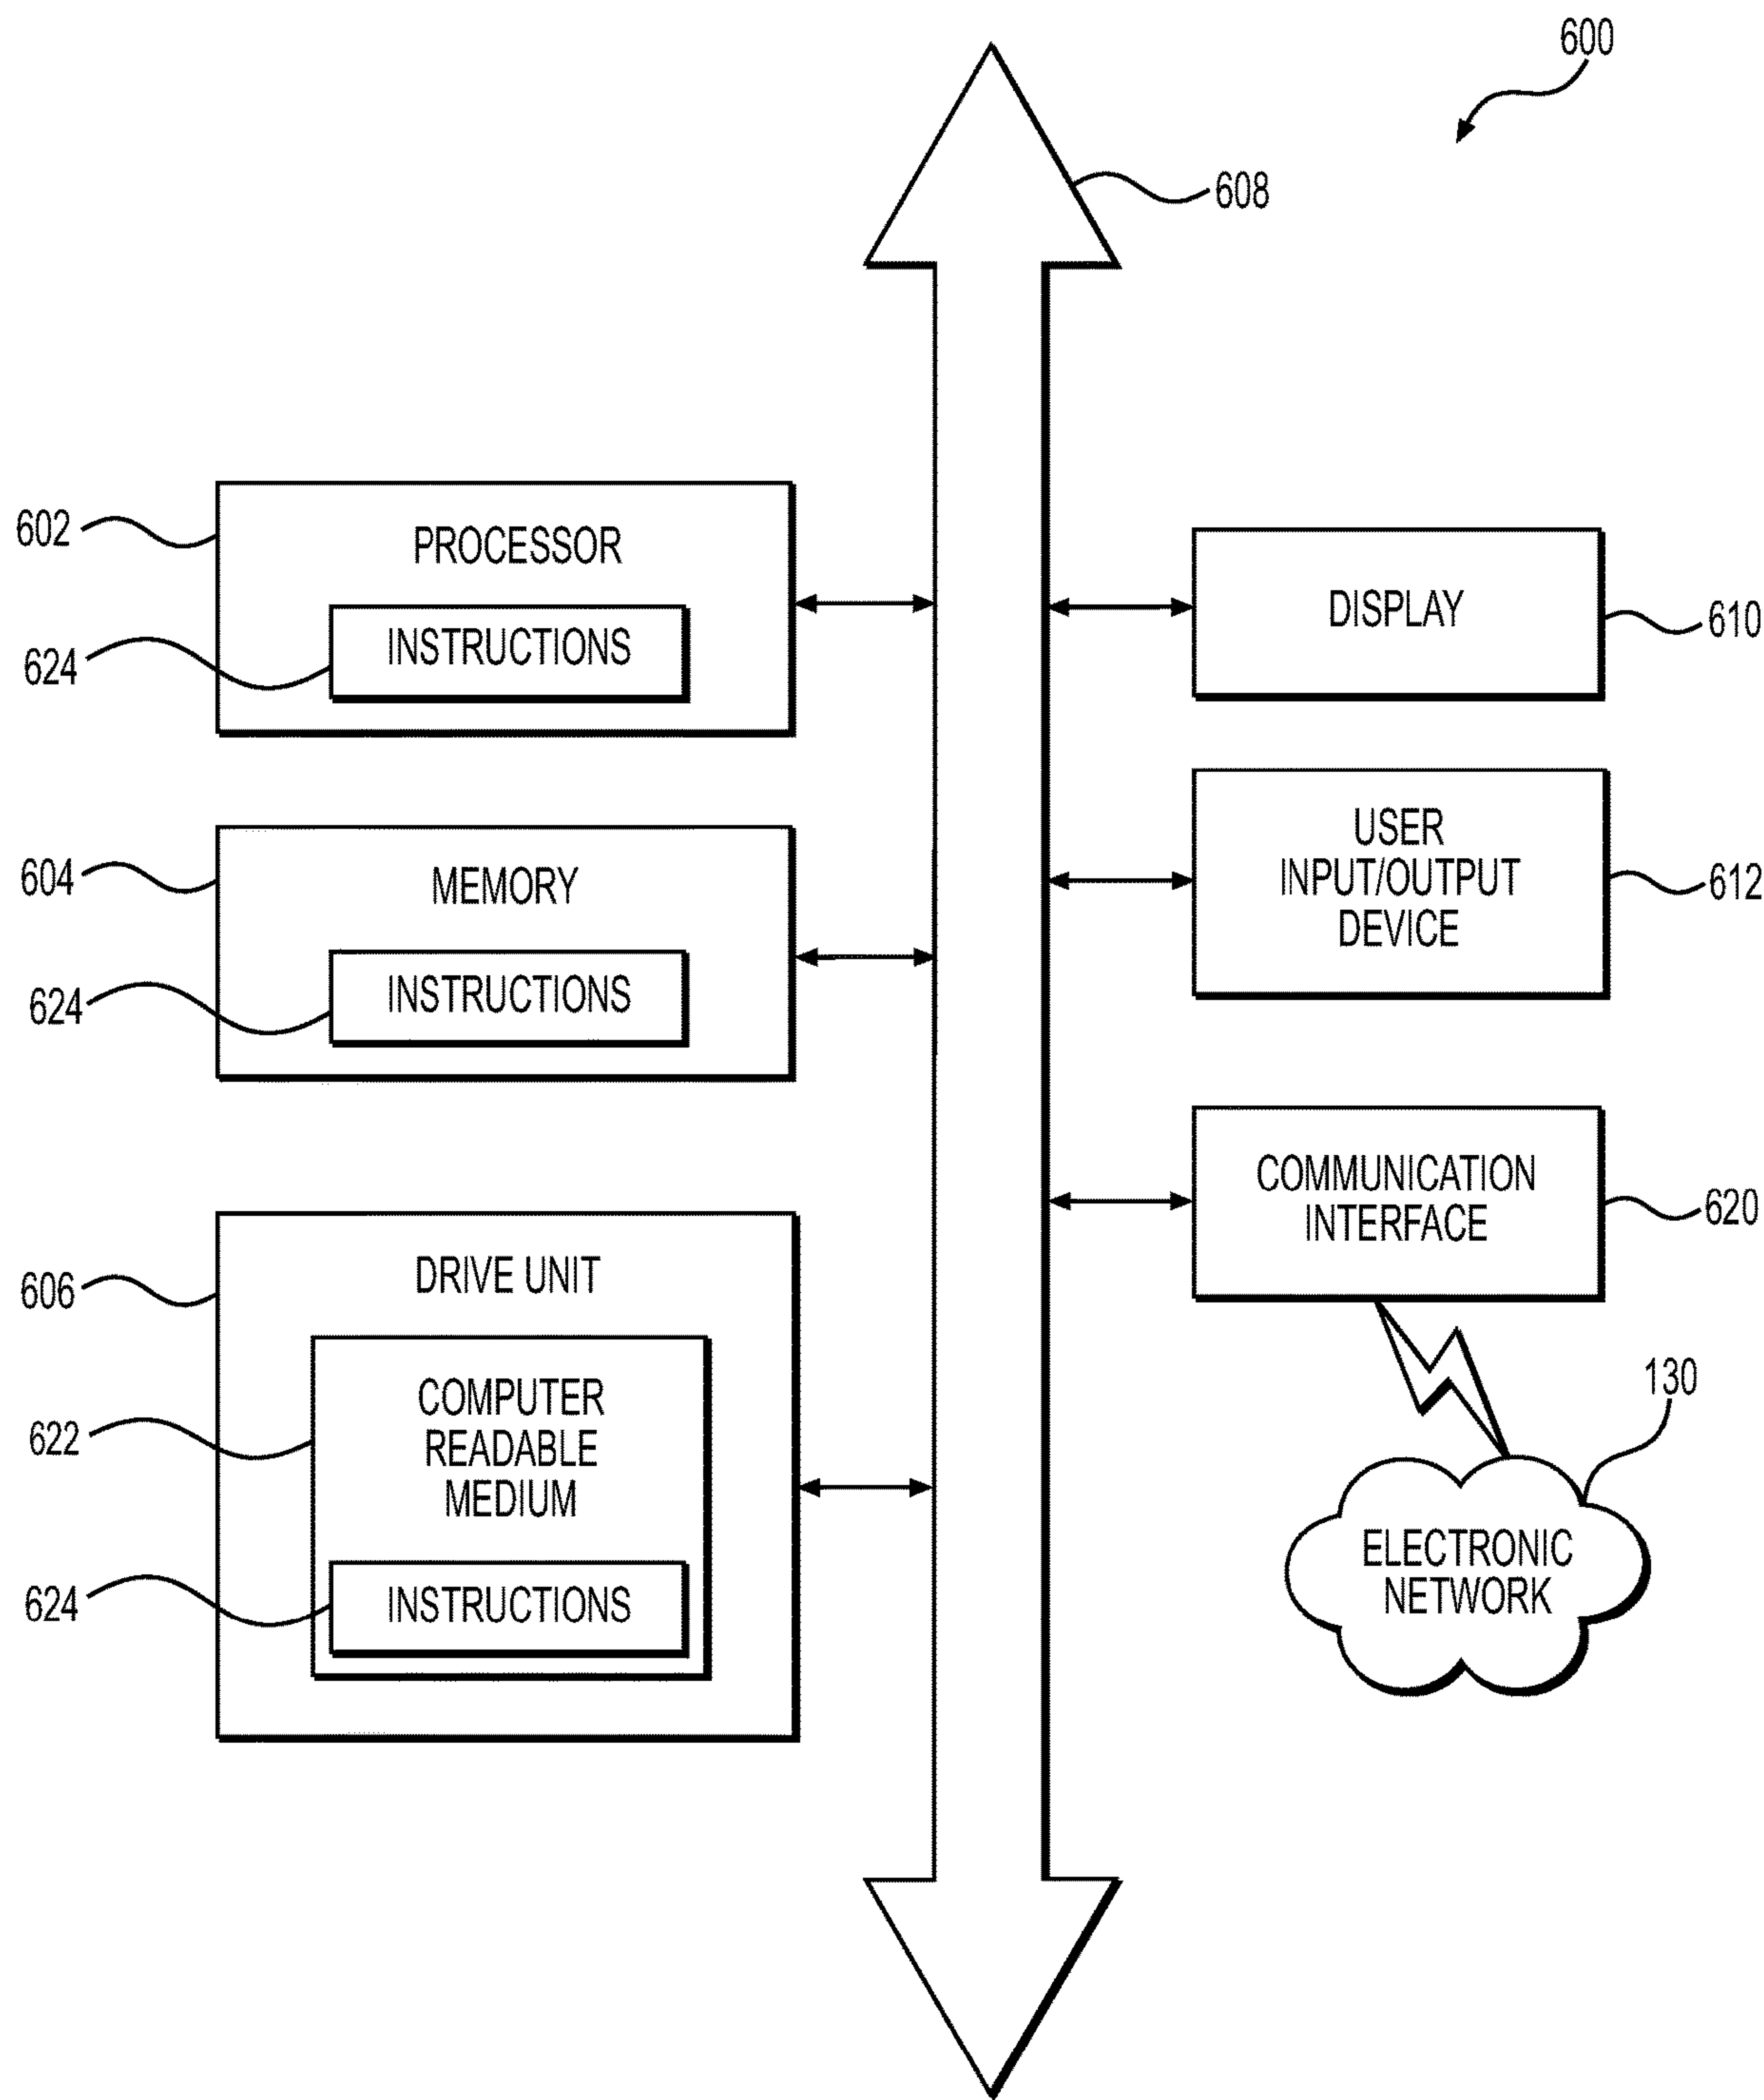 600
608
602
PROCESSOR
624
INSTRUCTIONS
604
MEMORY
624
INSTRUCTIONS
606
DRIVE UNIT
622
COMPUTER
READABLE
MEDIUM
624
INSTRUCTIONS
DISPLAY
610
USER
INPUT/OUTPUT
DEVICE
612
COMMUNICATION
INTERFACE
620
130
ELECTRONIC
NETWORK